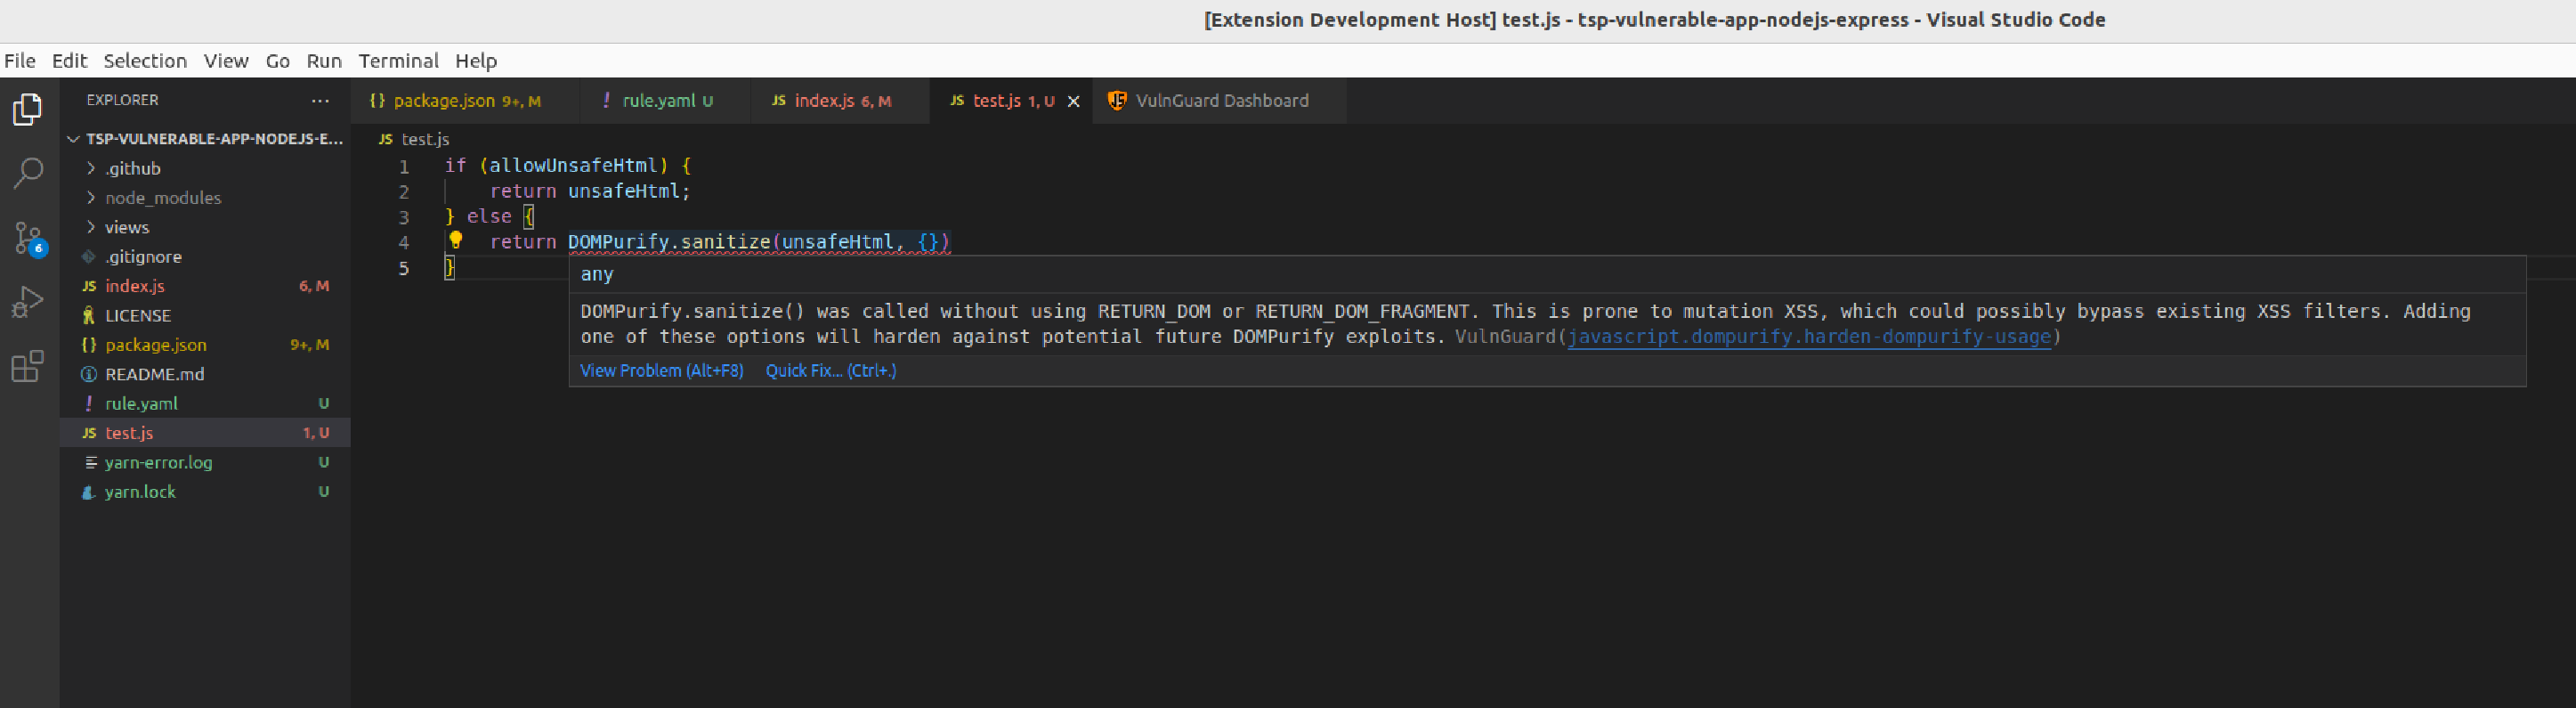 [Extension Development Host] test.js - tsp-vulnerable-app-nodejs-express - Visual Studio Code
File Edit Selection View Go Run Terminal Help
EXPLORER ...
TSP-VULNERABLE-APP-NODEJS-E...
.github
node_modules
views
.gitignore
JS index.js 6, M
LICENSE
{} package.json 9+, M
README.md
! rule.yaml U
JS test.js 1, U
yarn-error.log U
yarn.lock U
{} package.json 9+, M ! rule.yaml U JS index.js 6, M JS test.js 1, U JS VulnGuard Dashboard
JS test.js
1 if (allowUnsafeHtml) {
2 return unsafeHtml;
3 } else {
4 return DOMPurify.sanitize(unsafeHtml, {})
5 }
any
DOMPurify.sanitize() was called without using RETURN_DOM or RETURN_DOM_FRAGMENT. This is prone to mutation XSS, which could possibly bypass existing XSS filters. Adding
one of these options will harden against potential future DOMPurify exploits. VulnGuard(javascript.dompurify.harden-dompurify-usage)
View Problem (Alt+F8) Quick Fix... (Ctrl+.)
6